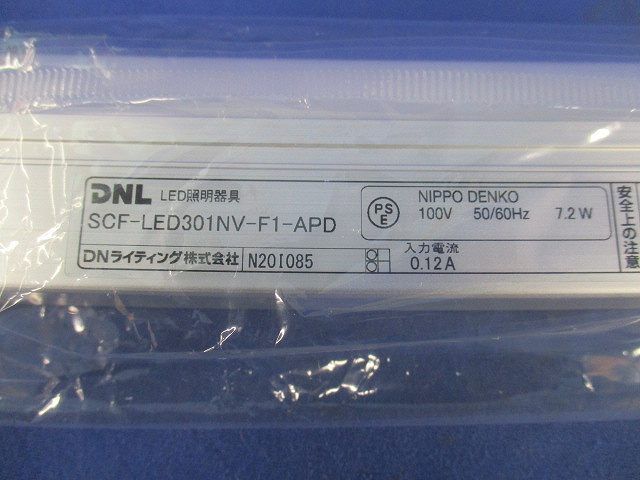 DNL LED照明器具
SCF-LED301NV-F1-APD
DNライティング株式会社 N20I085
PS
E
NIPPO DENKO
100V 50/60Hz 7.2W
入力電流
0.12A
安全上の注意